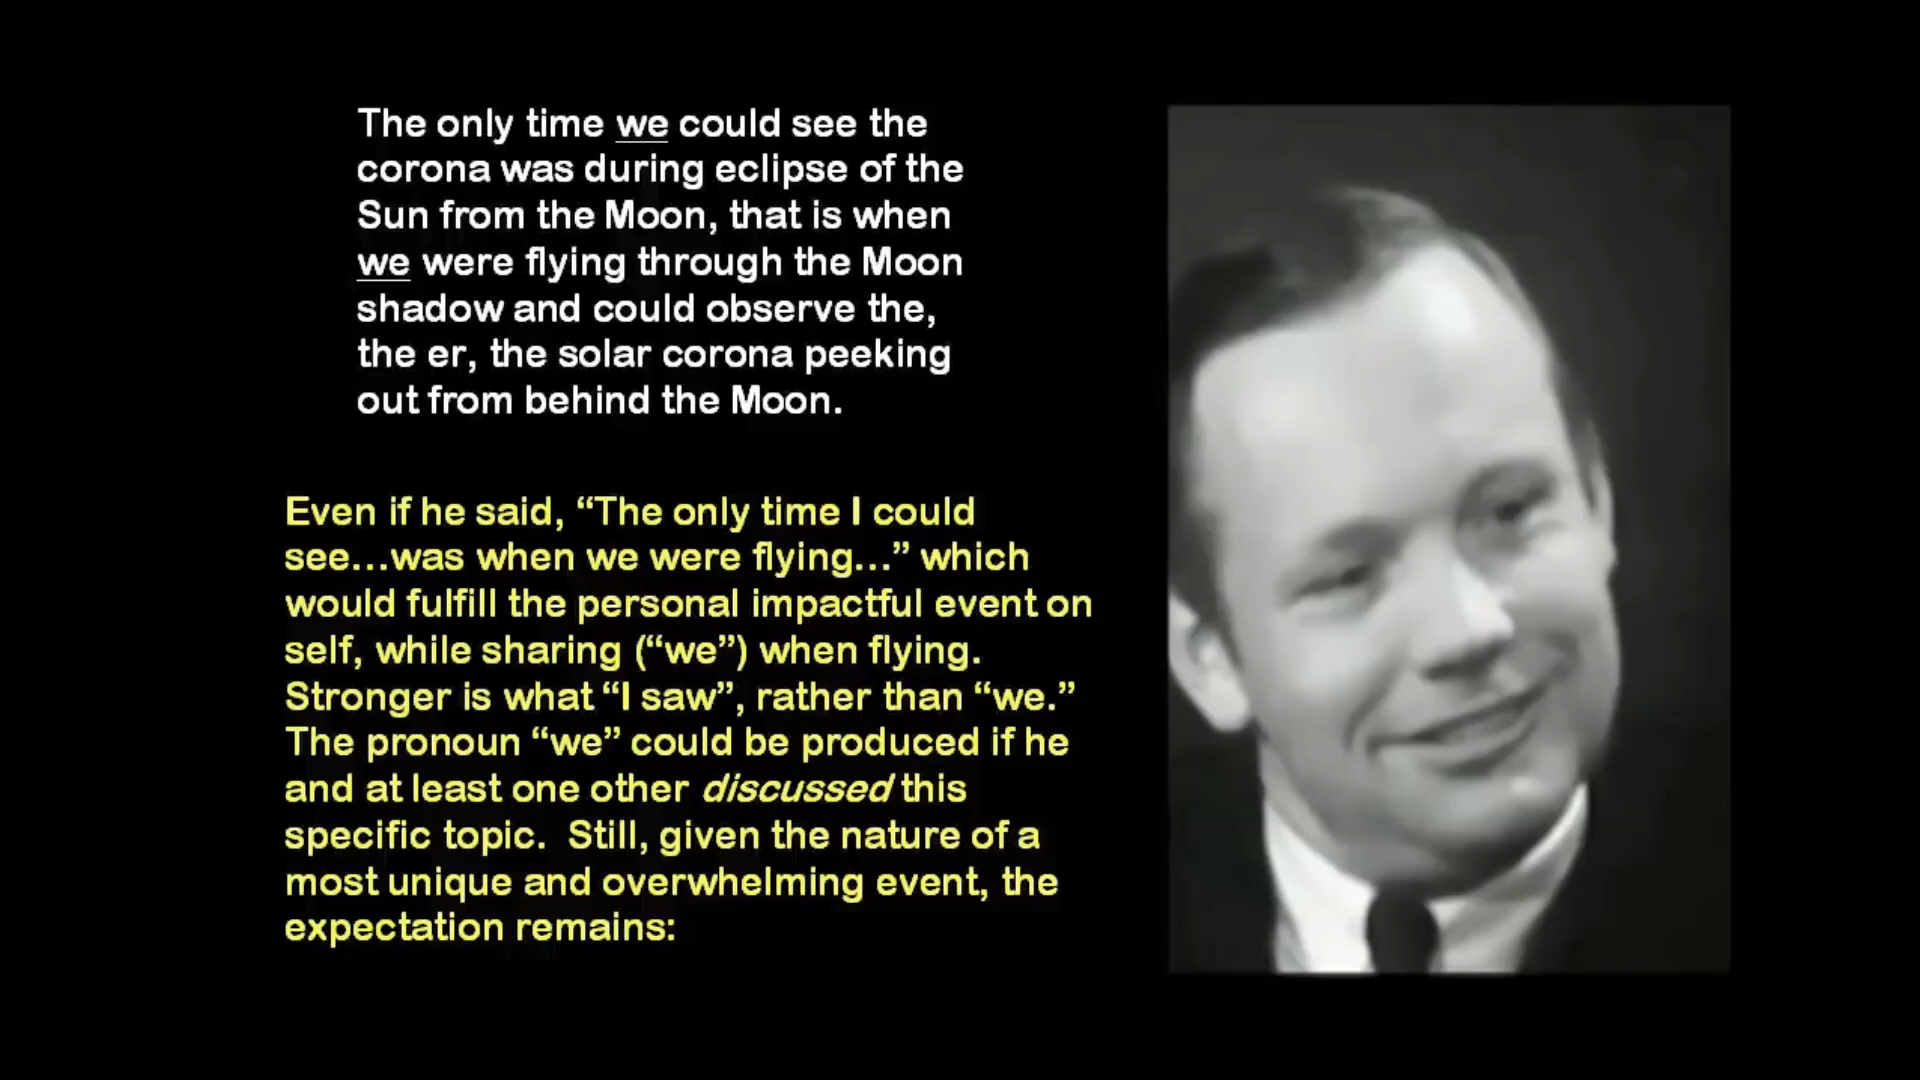 The only time we could see the
corona was during eclipse of the
Sun from the Moon, that is when
we were flying through the Moon
shadow and could observe the,
the er, the solar corona peeking
out from behind the Moon.
Even if he said, “The only time I could
see...was when we were flying...” which
would fulfill the personal impactful event on
self, while sharing (“we”) when flying.
Stronger is what “I saw”, rather than “we.”
The pronoun “we” could be produced if he
and at least one other discussed this
specific topic.  Still, given the nature of a
most unique and overwhelming event, the
expectation remains: